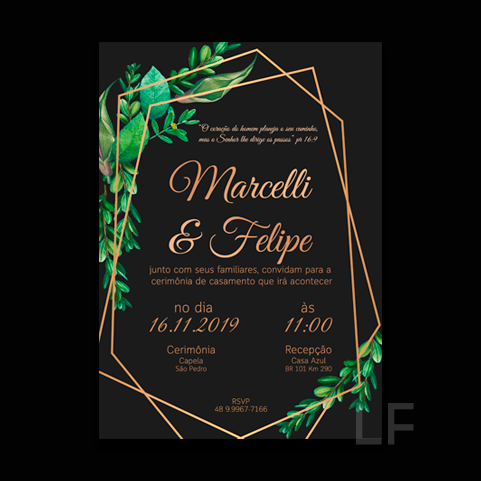 "O coração do homem planeja o seu caminho,
mas o Senhor lhe dirige os passos" pv 16:9
Marcelli
& Felipe
junto com seus familiares, convidam para a
cerimônia de casamento que irá acontecer
no dia
16.11.2019
às
11:00
Cerimônia
Capela
São Pedro
Recepção
Casa Azul
BR 101 Km 290
RSVP
48 9.9967-7166
LF